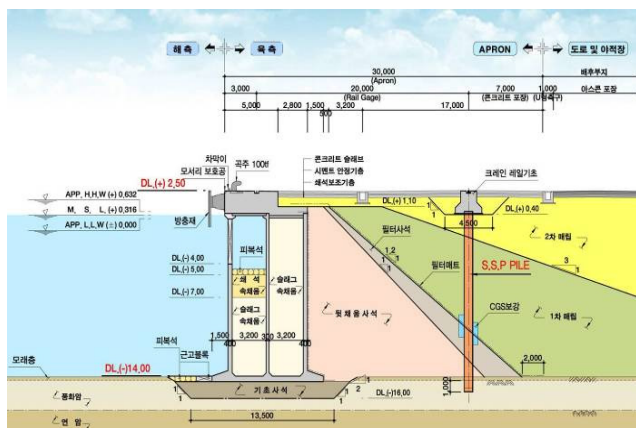 해 측
육 측
APRON
도로 및 야적장
30,000
(Apron)
배후부지
3,000
20,000
(Rail Gage)
7,000
(콘크리트 포장)
1,000
(U형측구)
아스콘 포장
5,000
2,800
1,500
3,200
17,000
500
차막이
모서리 보호공
곡주 100t
콘크리트 슬래브
시멘트 안정기층
쇄석보조기층
크레인 레일기초
DL,(+) 2,50
APP, H,H,W (+) 0,632
M, S, L, (+) 0,316
APP, L,L,W (±) 0,000
방충재
DL,(+) 1,10
DL,(+) 0,40
4,500
2차 매립
필터사석
1,2
1
필터매트
S,S,P PILE
3
1
피복석
DL,(-) 4,00
DL,(-) 5,00
DL,(-) 7,00
쇄 석
속채움
슬래그
속채움
슬래그
속채움
뒷채움사석
CGS보강
1차 매립
1,500
3,200
300
3,200
400
400
피복석
근고블록
2,000
모래층
DL,(-)14,00
기초사석
1
2
DL,(-)16,00
1,000
풍화암
13,500
연 암